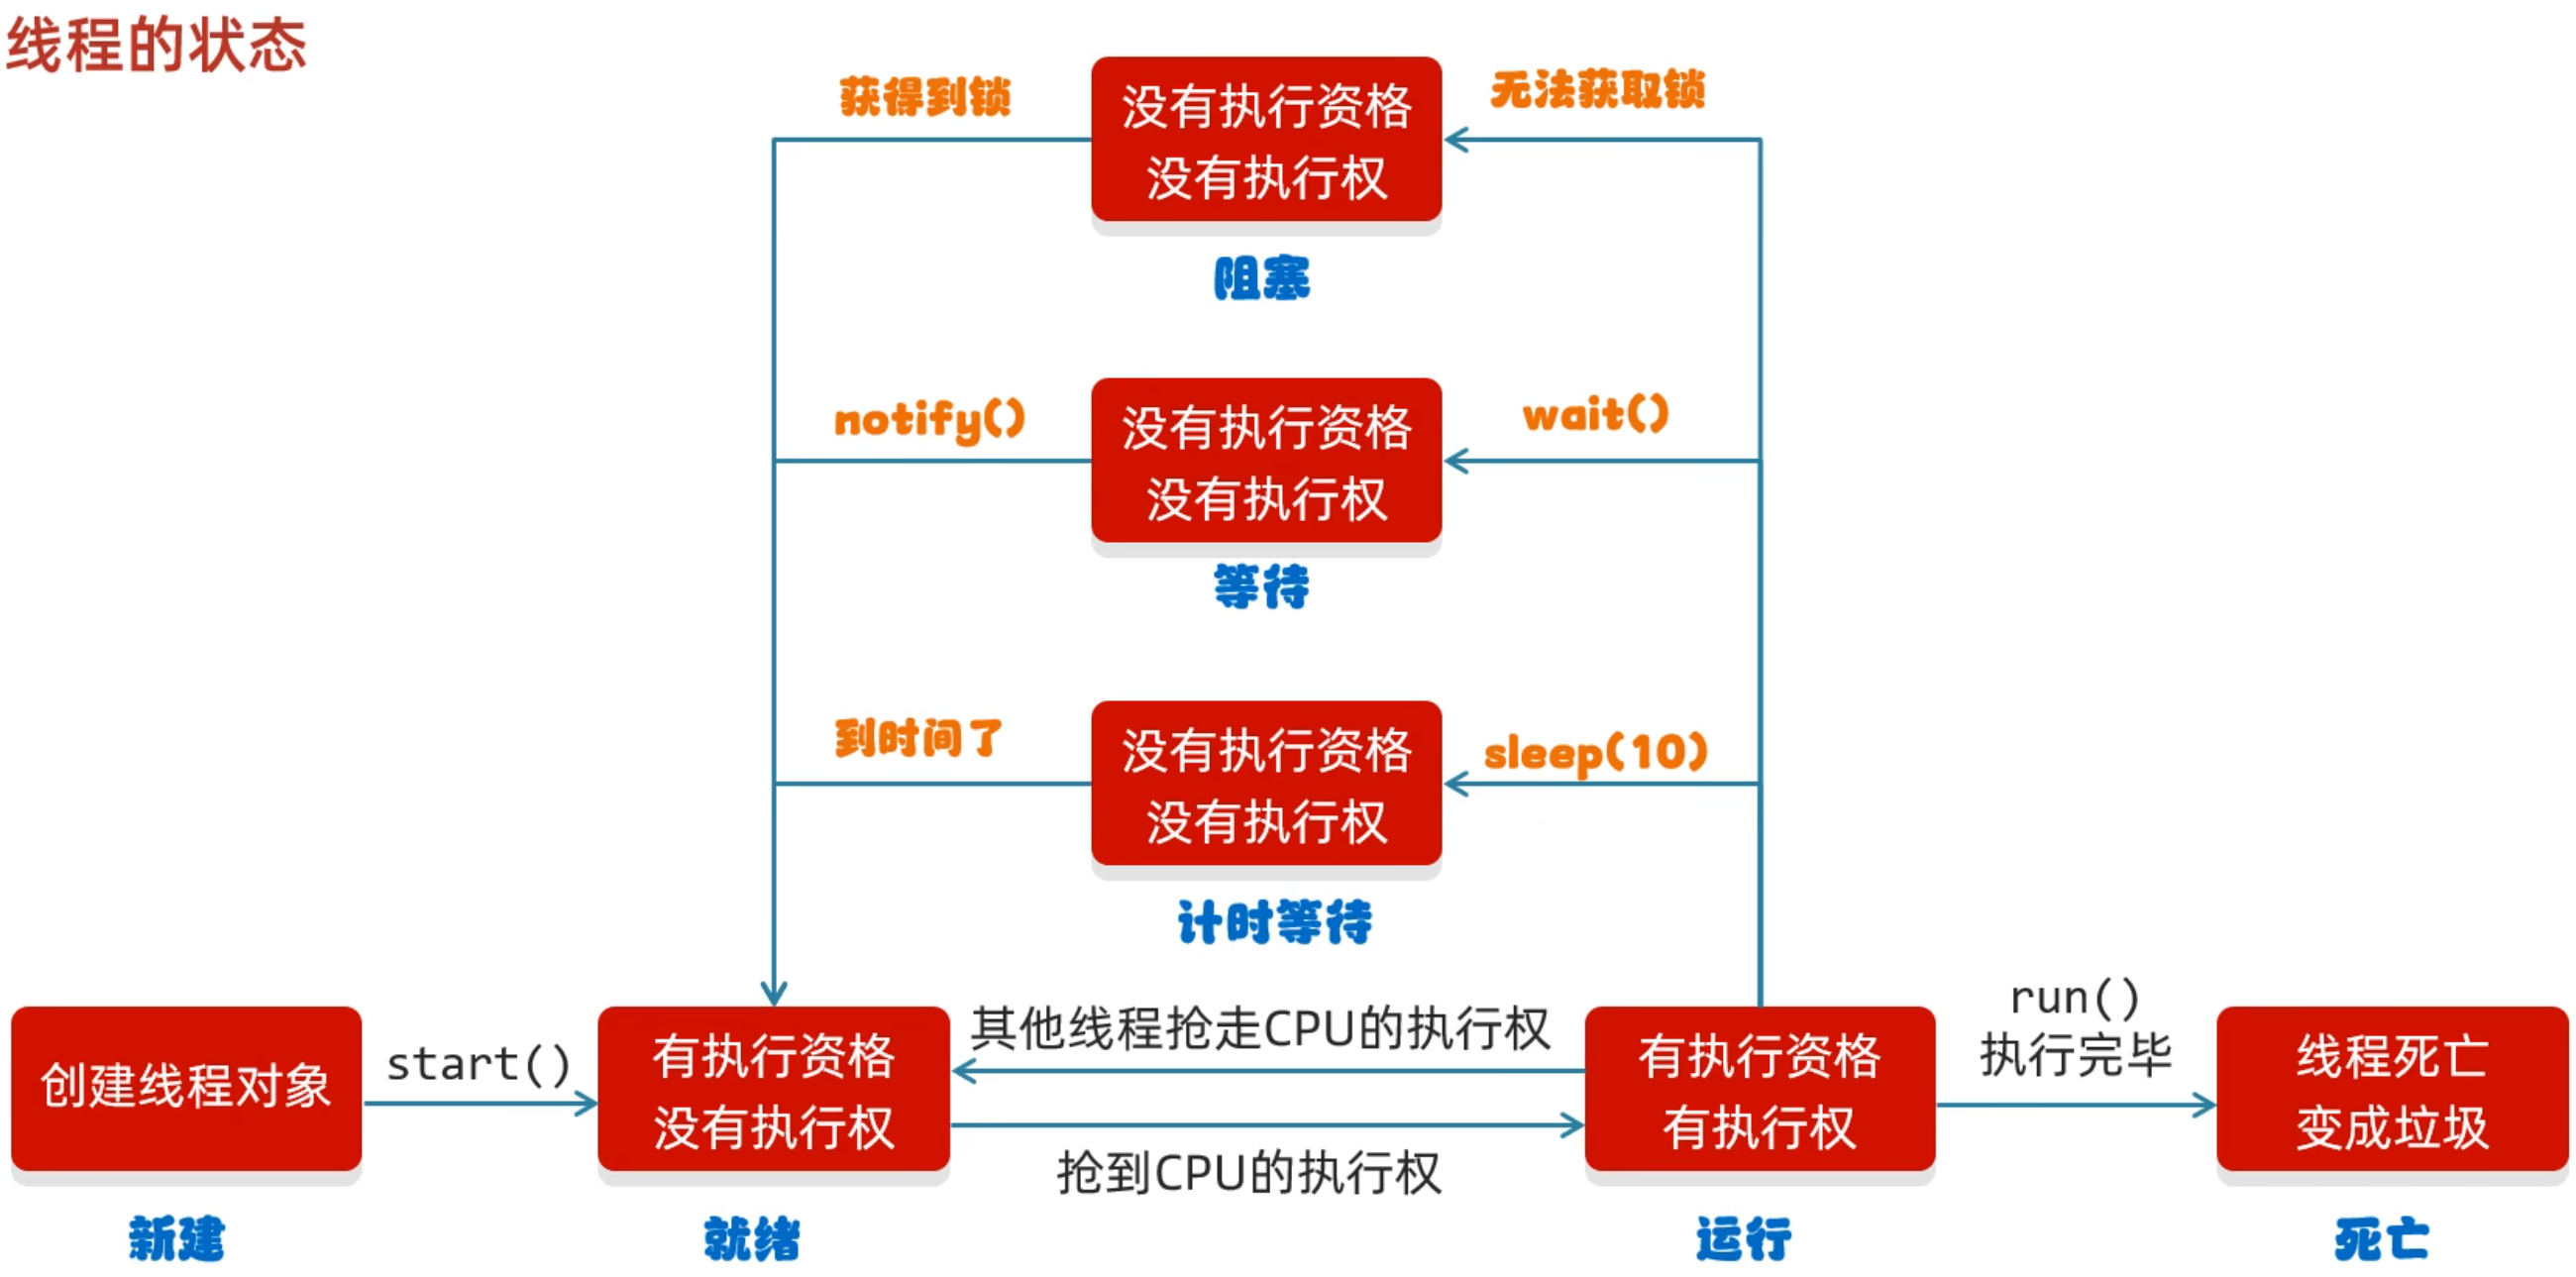 线程的状态
获得到锁
没有执行资格
没有执行权
无法获取锁
阻塞
notify()
没有执行资格
没有执行权
wait()
等待
到时间了
没有执行资格
没有执行权
sleep(10)
计时等待
创建线程对象
新建
start()
有执行资格
没有执行权
就绪
其他线程抢走CPU的执行权
抢到CPU的执行权
有执行资格
有执行权
运行
run()
执行完毕
线程死亡
变成垃圾
死亡